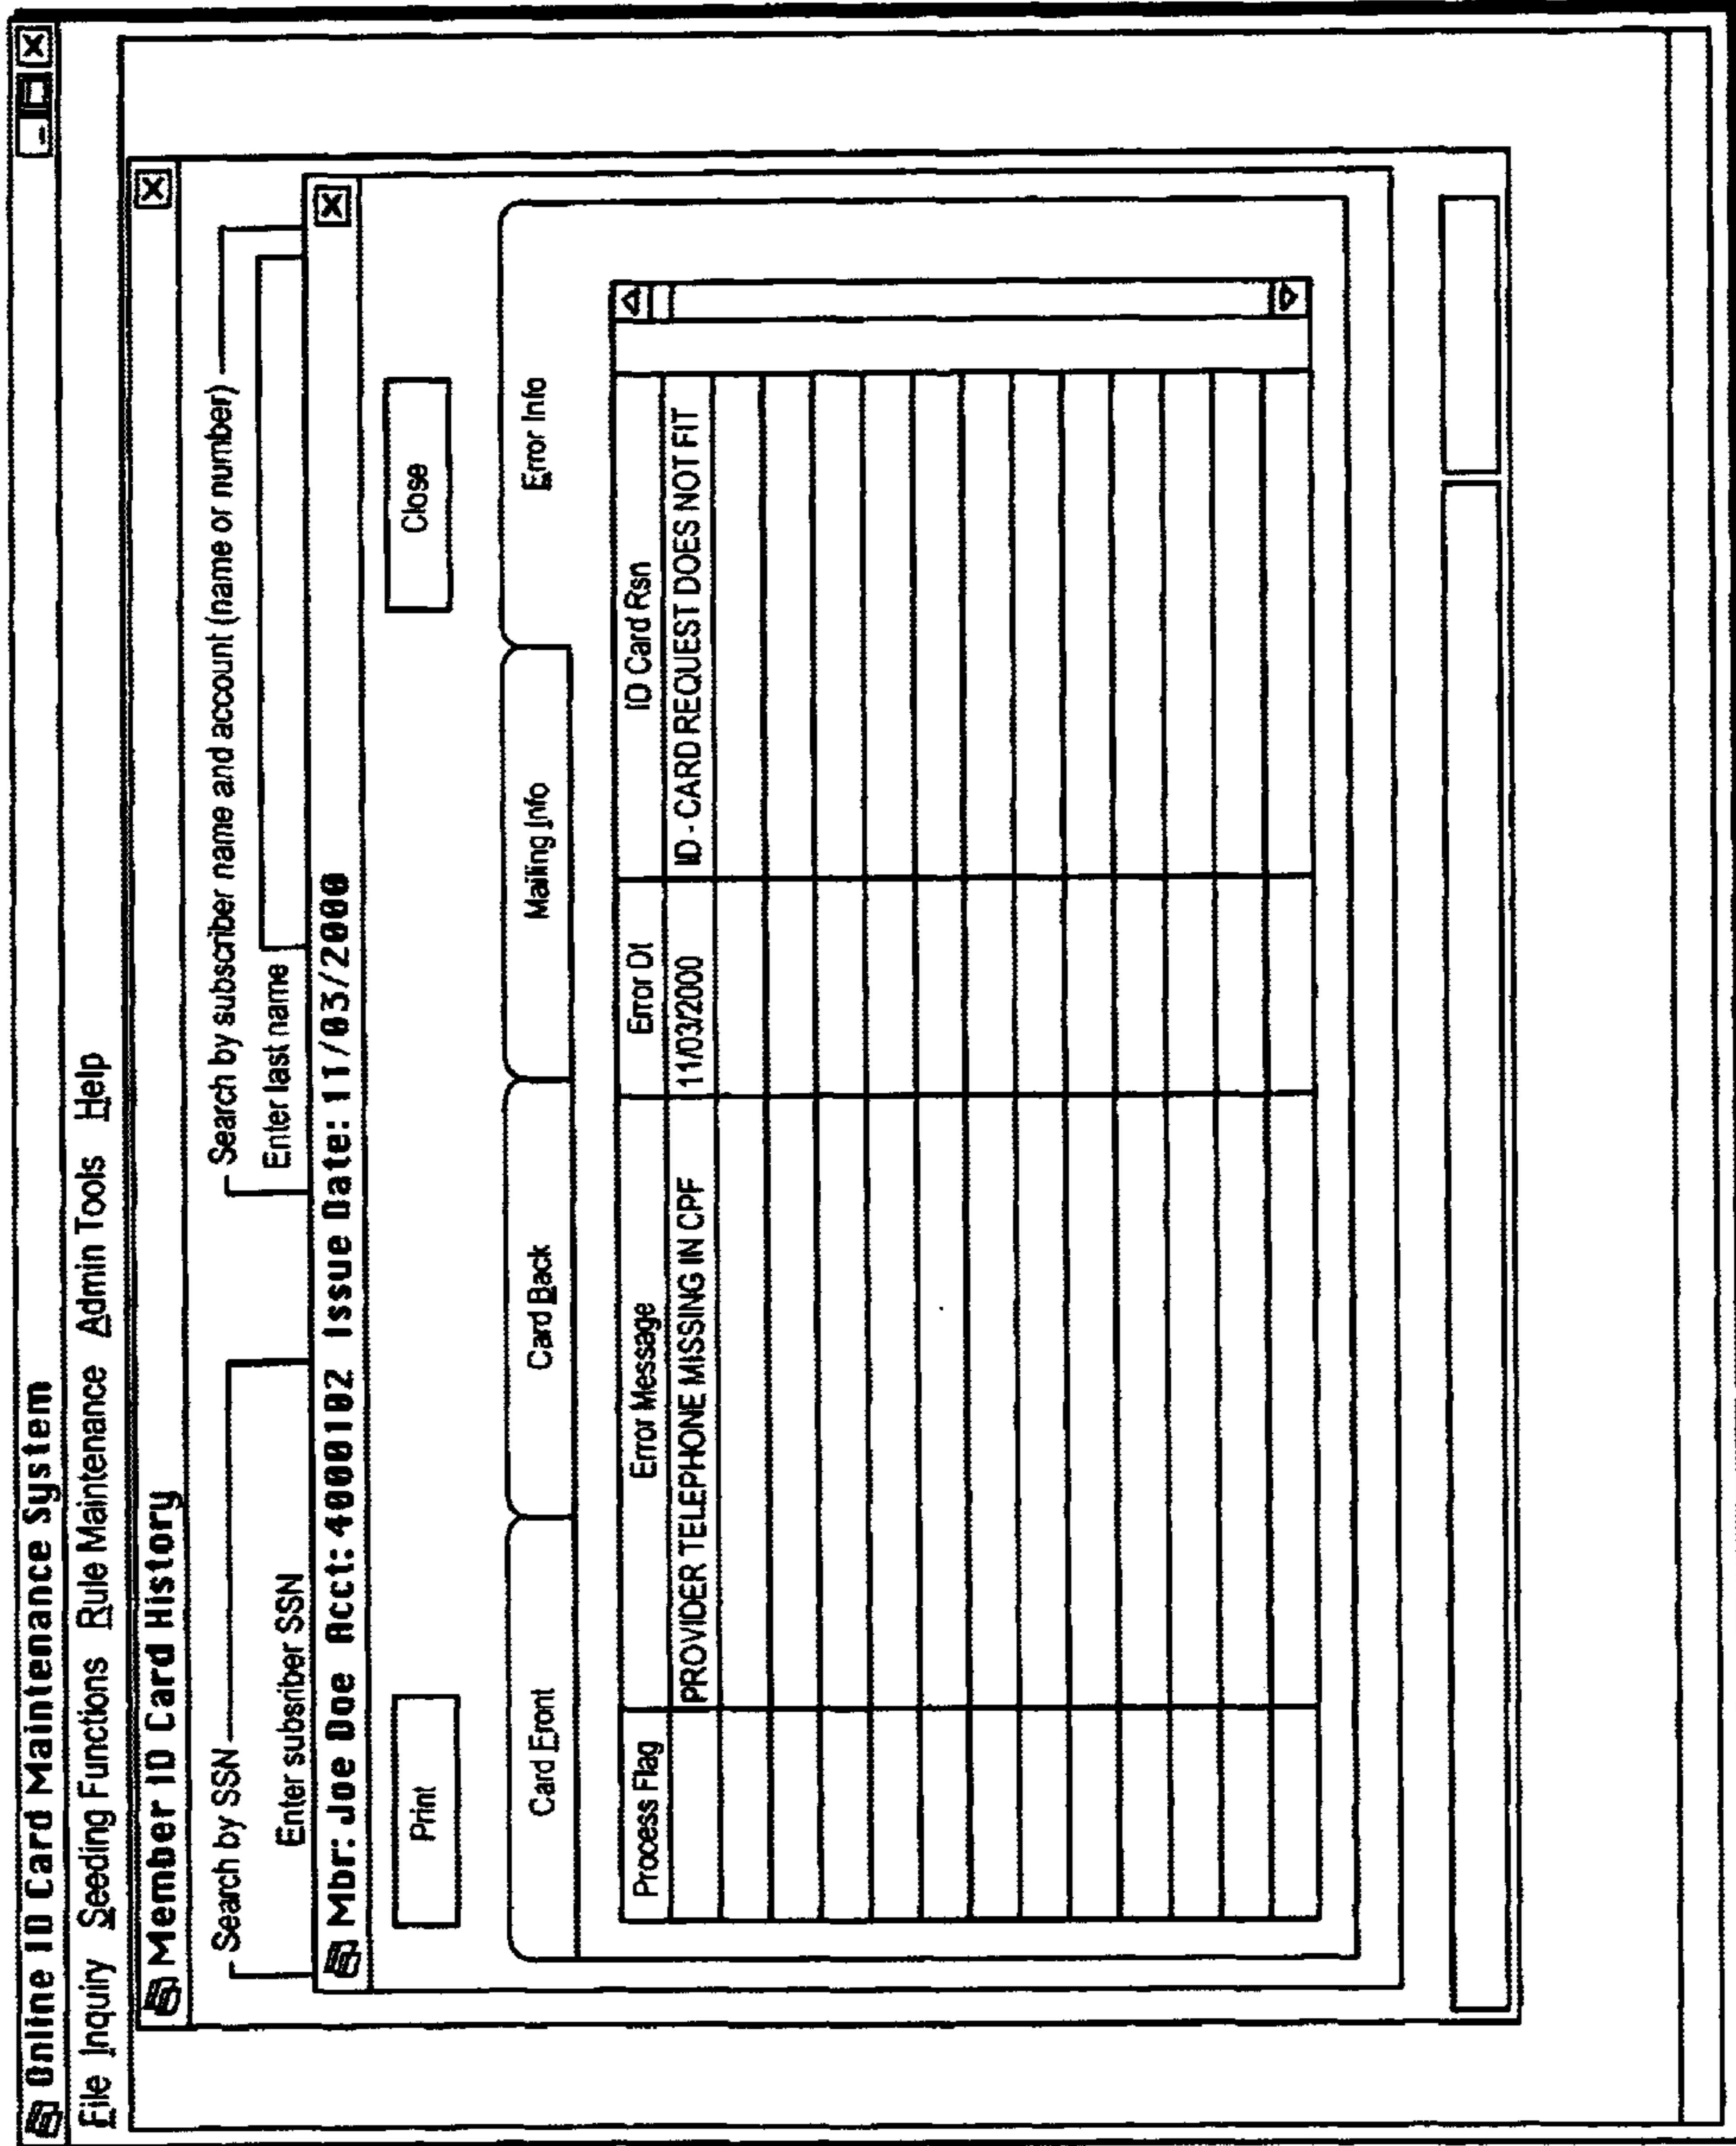 Online ID Card Maintenance System
File Inquiry Seeding Functions Rule Maintenance Admin Tools Help
Member ID Card History
Search by SSN Search by subscriber name and account (name or number)
Enter subsriber SSN Enter last name
Mbr: Joe Doe Acct: 4000102 Issue Date: 11/03/2000
Print Close
Card Front Card Back Mailing Info Error Info
Process Flag Error Message Error Dt ID Card Rsn
PROVIDER TELEPHONE MISSING IN CPF 11/03/2000 ID - CARD REQUEST DOES NOT FIT